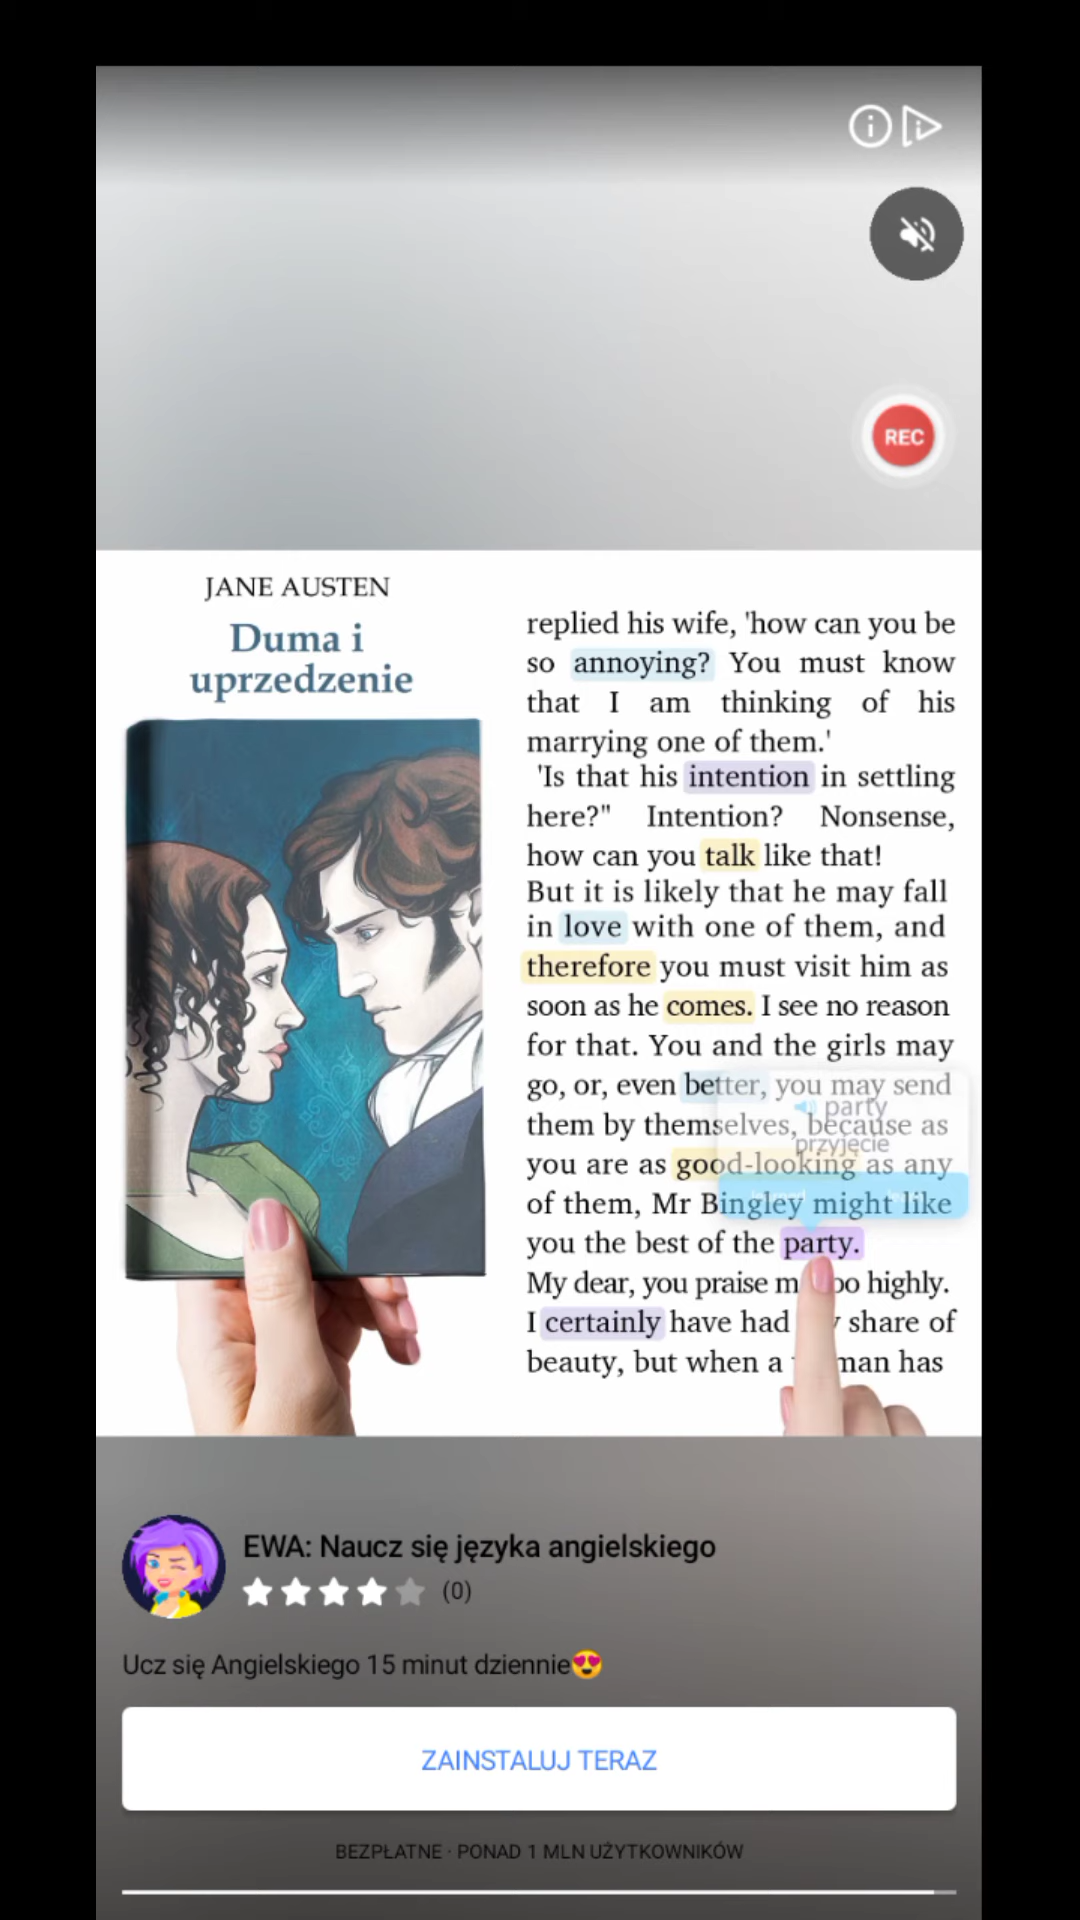 REC
JANE AUSTEN
Duma i
uprzedzenie
replied his wife, 'how can you be
so annoying? You must know
that I am thinking of his
marrying one of them.'
'Is that his intention in settling
here?" Intention? Nonsense,
how can you talk like that!
But it is likely that he may fall
in love with one of them, and
therefore you must visit him as
soon as he comes. I see no reason
for that. You and the girls may
go, or, even better, you may send
party
them by themselves, because as
przyjęcie
you are as good-looking as any
of them, Mr Bingley might like
you the best of the party.
My dear, you praise highly.
I certainly have had share of
beauty, but when a has
EWA: Naucz się języka angielskiego
(0)
Ucz się Angielskiego 15 minut dziennie😍
ZAINSTALUJ TERAZ
BEZPŁATNE · PONAD 1 MLN UŻYTKOWNIKÓW